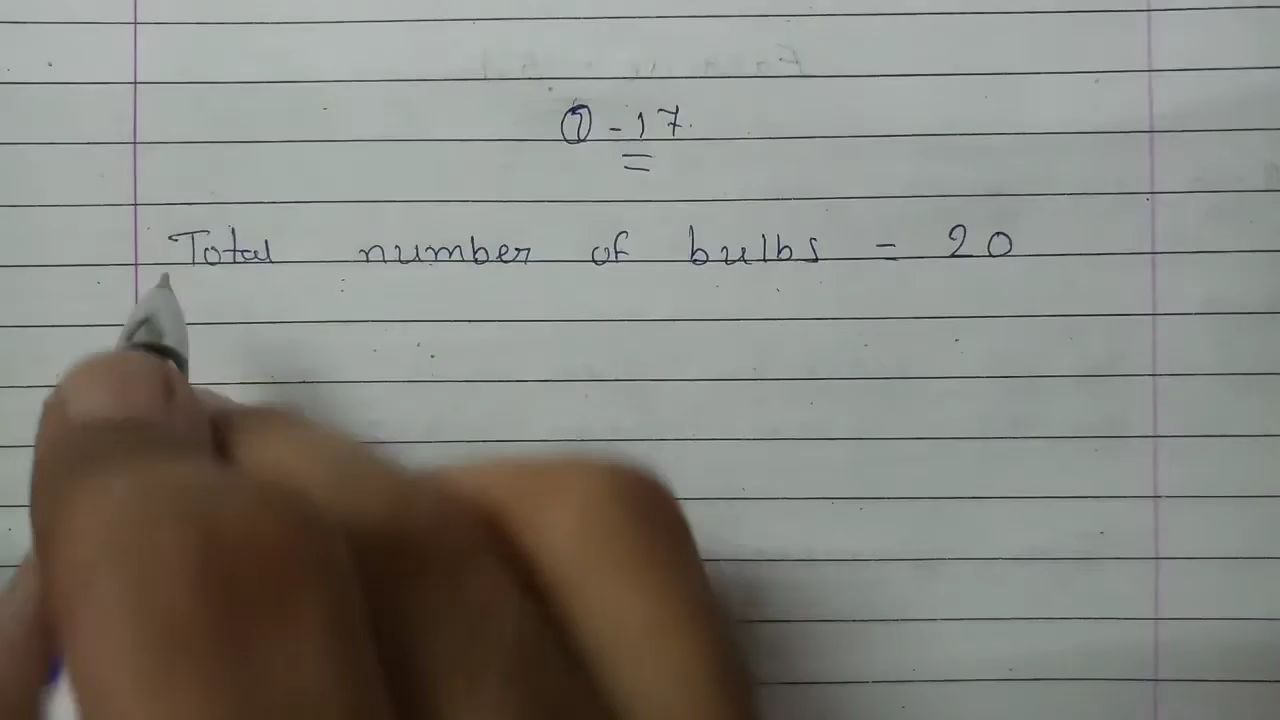 Q-17.
Total number of bulbs = 20